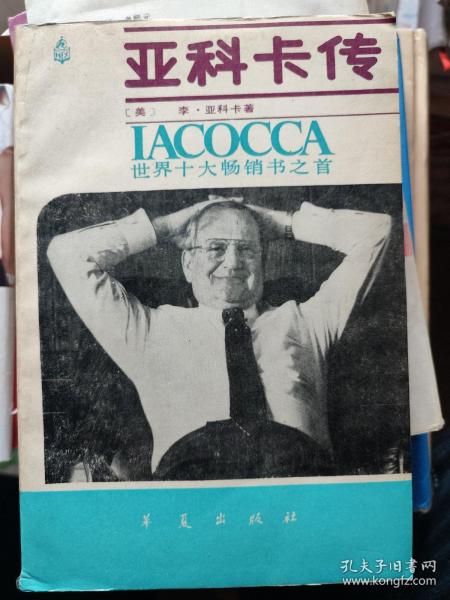 亚科卡传
〔美〕 李·亚科卡著
IACOCCA
世界十大畅销书之首
华夏出版社
孔夫子旧书网
www.kongfz.com